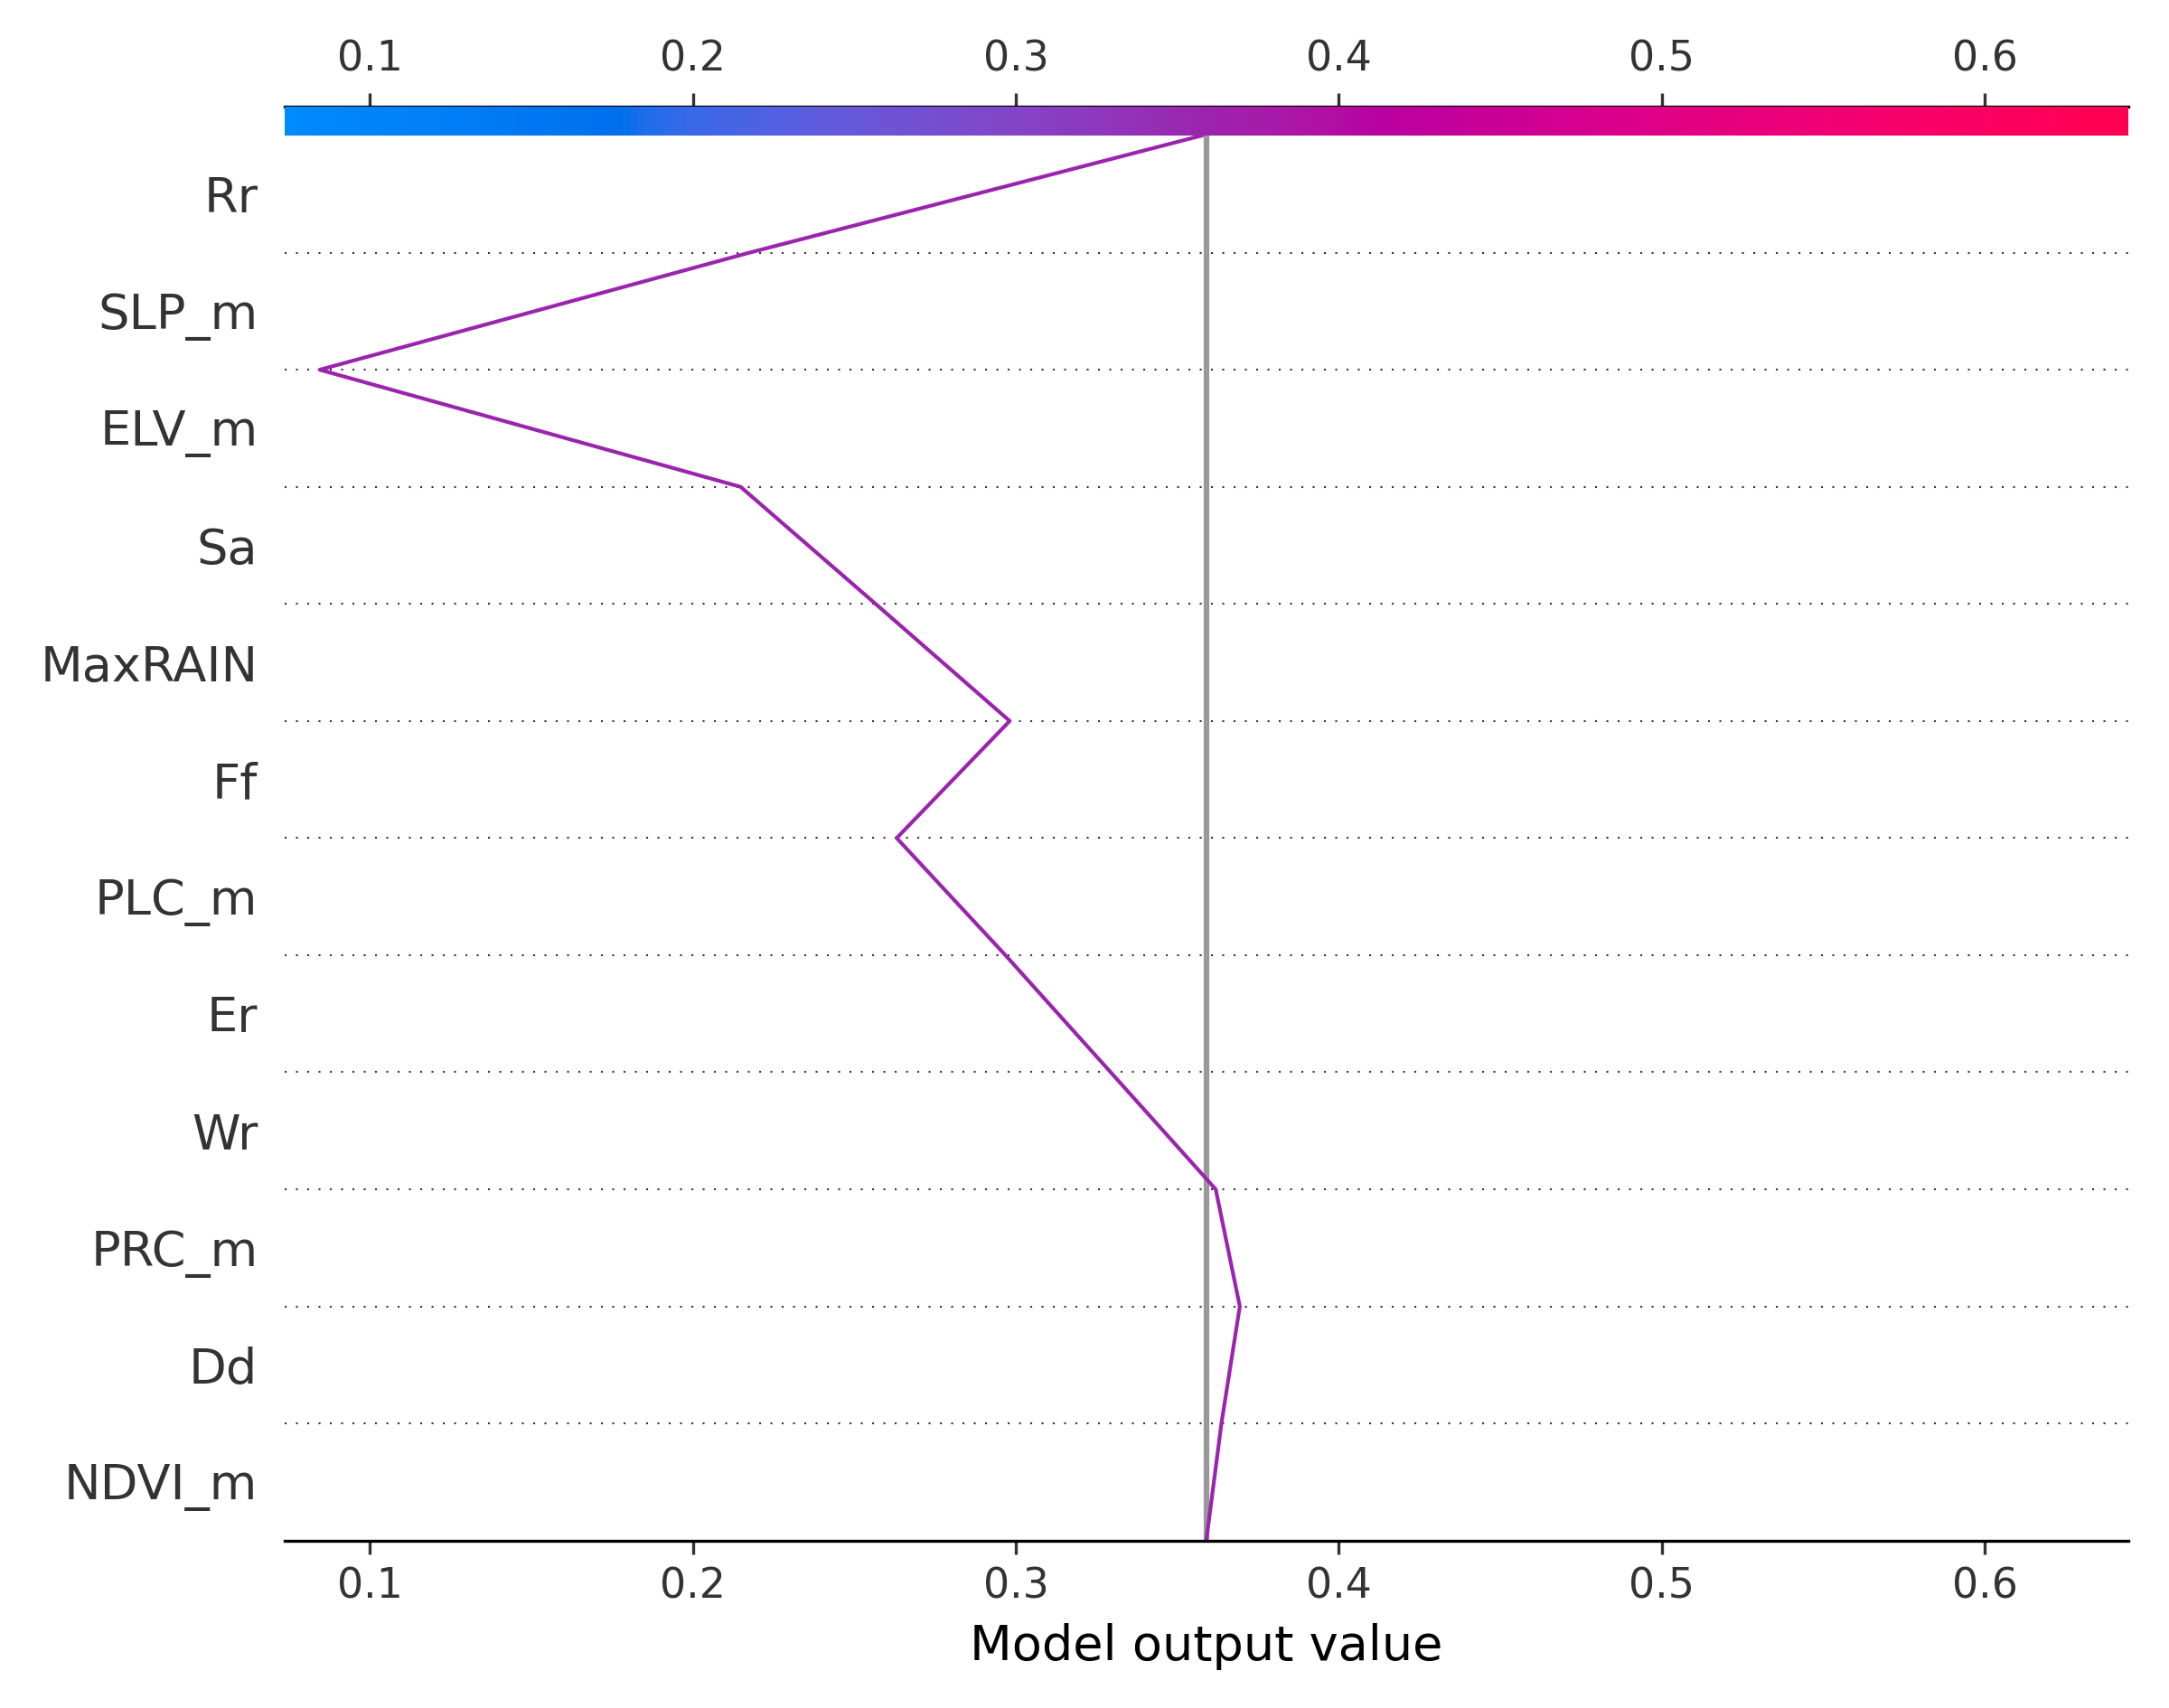 0.1 0.2 0.3 0.4 0.5 0.6
Rr
SLP_m
ELV_m
Sa
MaxRAIN
Ff
PLC_m
Er
Wr
PRC_m
Dd
NDVI_m
0.1 0.2 0.3 0.4 0.5 0.6
Model output value